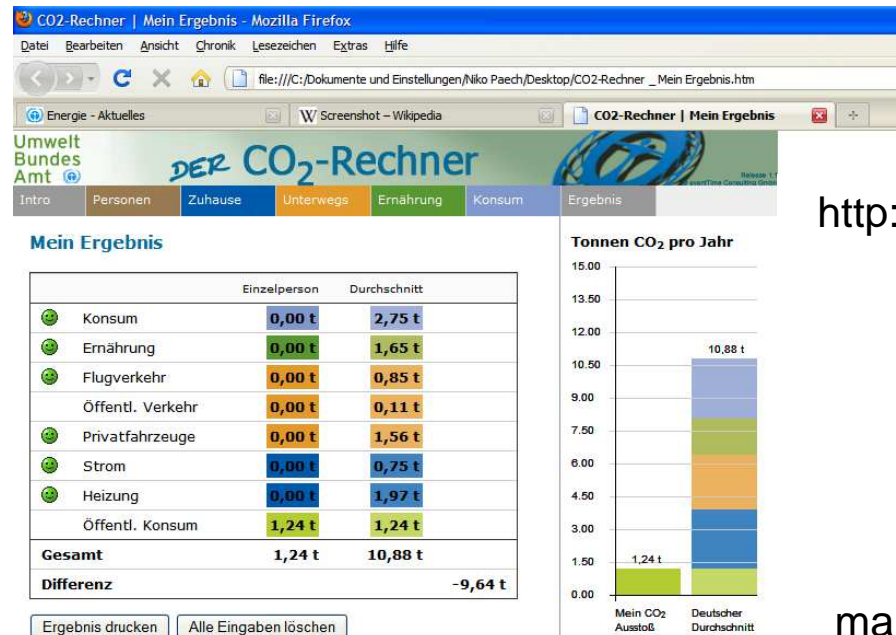 CO2-Rechner | Mein Ergebnis - Mozilla Firefox
Datei Bearbeiten Ansicht Chronik Lesezeichen Extras Hilfe
file:///C:/Dokumente und Einstellungen/Niko Paech/Desktop/CO2-Rechner _ Mein Ergebnis.htm
Energie - Aktuelles
Screenshot – Wikipedia
CO2-Rechner | Mein Ergebnis
Umwelt
Bundes
Amt
DER CO2-Rechner
Release 1.
Intro Personen Zuhause Unterwegs Ernährung Konsum Ergebnis
http:
Mein Ergebnis
Einzelperson Durchschnitt
Konsum 0,00 t 2,75 t
Ernährung 0,00 t 1,65 t
Flugverkehr 0,00 t 0,85 t
Öffentl. Verkehr 0,00 t 0,11 t
Privatfahrzeuge 0,00 t 1,56 t
Strom 0,00 t 0,75 t
Heizung 0,00 t 1,97 t
Öffentl. Konsum 1,24 t 1,24 t
Gesamt 1,24 t 10,88 t
Differenz -9,64 t
Ergebnis drucken Alle Eingaben löschen
Tonnen CO2 pro Jahr
15.00
13.50
12.00
10,88 t
10.50
9.00
7.50
6.00
4.50
3.00
1.50
1,24 t
0.00
Mein CO2 Deutscher
Ausstoß Durchschnitt
ma